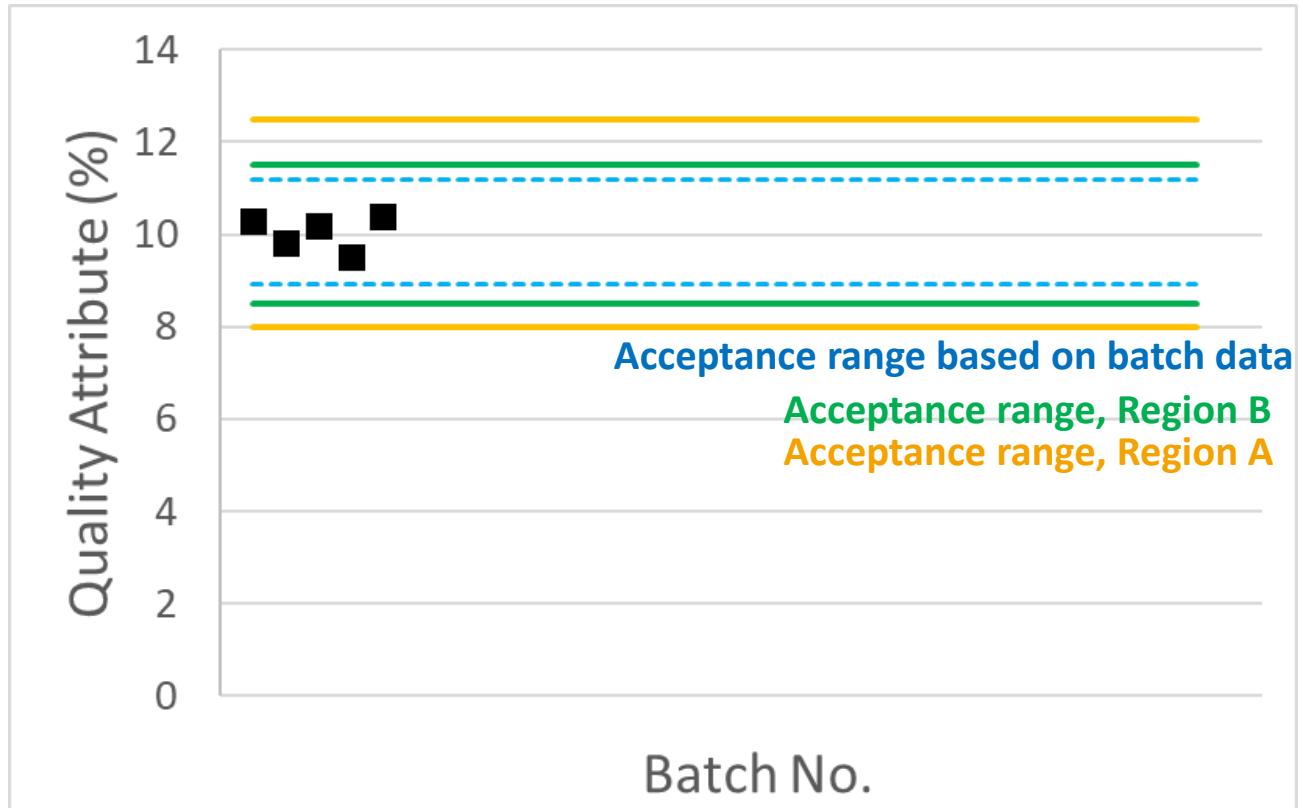 Quality Attribute (%)
14
12
10
8
6
4
2
0
Acceptance range based on batch data
Acceptance range, Region B
Acceptance range, Region A
Batch No.